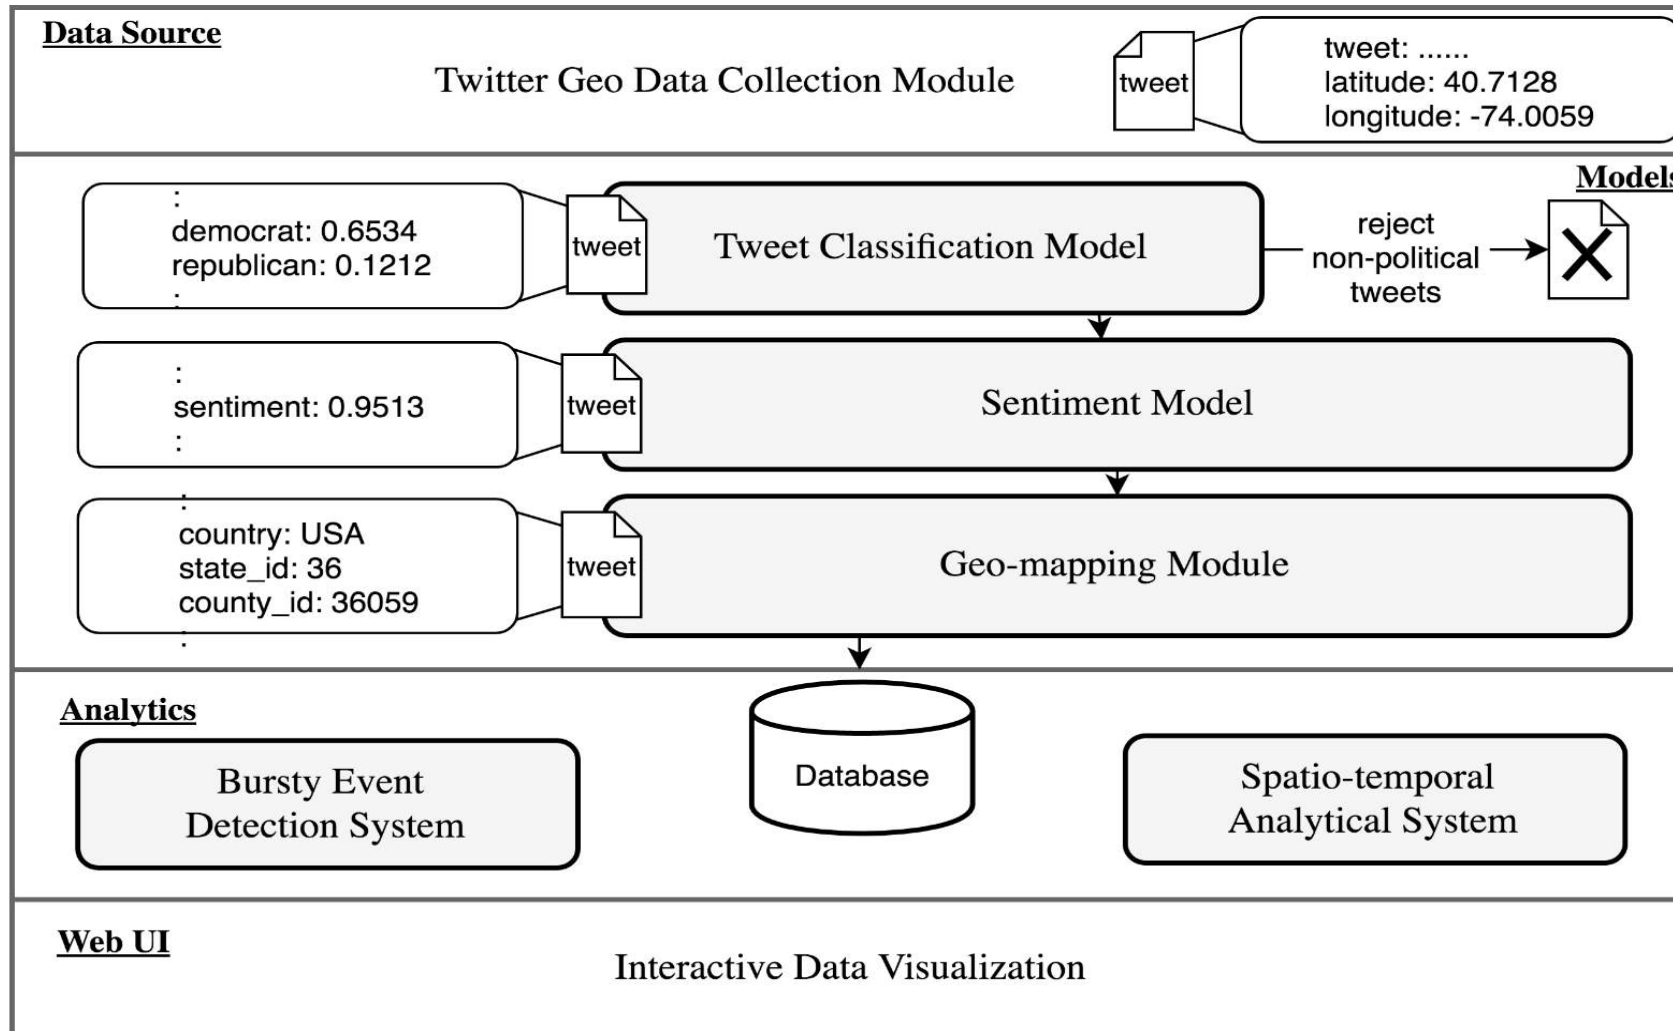 Data Source
Twitter Geo Data Collection Module
tweet
tweet: ......
latitude: 40.7128
longitude: -74.0059
Models
:
democrat: 0.6534
republican: 0.1212
:
tweet
Tweet Classification Model
reject
non-political
tweets
:
sentiment: 0.9513
:
tweet
Sentiment Model
:
country: USA
state_id: 36
county_id: 36059
:
tweet
Geo-mapping Module
Analytics
Bursty Event
Detection System
Database
Spatio-temporal
Analytical System
Web UI
Interactive Data Visualization